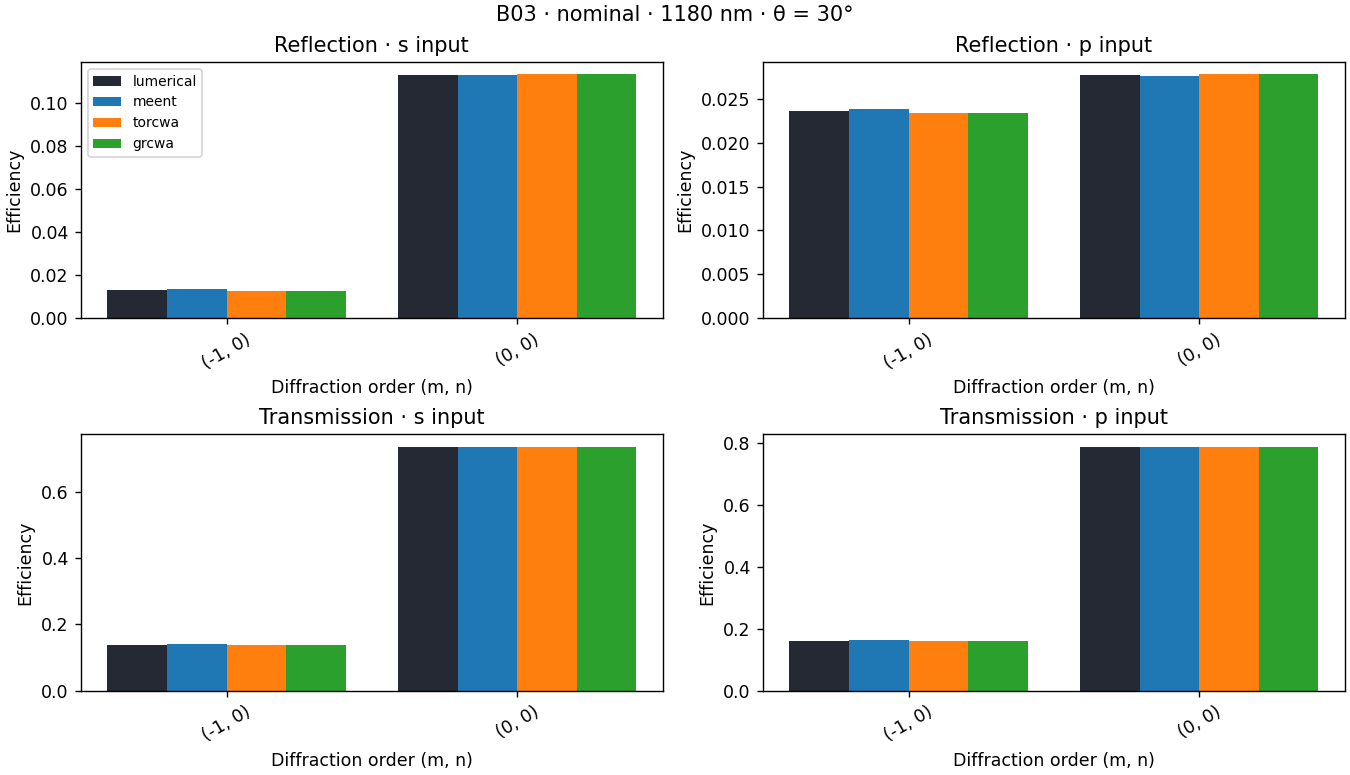 B03 · nominal · 1180 nm · θ = 30°
Reflection · s input
Efficiency
0.10
0.08
0.06
0.04
0.02
0.00
lumerical
meent
torcwa
grcwa
(-1, 0)
(0, 0)
Diffraction order (m, n)
Reflection · p input
Efficiency
0.025
0.020
0.015
0.010
0.005
0.000
(-1, 0)
(0, 0)
Diffraction order (m, n)
Transmission · s input
Efficiency
0.6
0.4
0.2
0.0
(-1, 0)
(0, 0)
Diffraction order (m, n)
Transmission · p input
Efficiency
0.8
0.6
0.4
0.2
0.0
(-1, 0)
(0, 0)
Diffraction order (m, n)